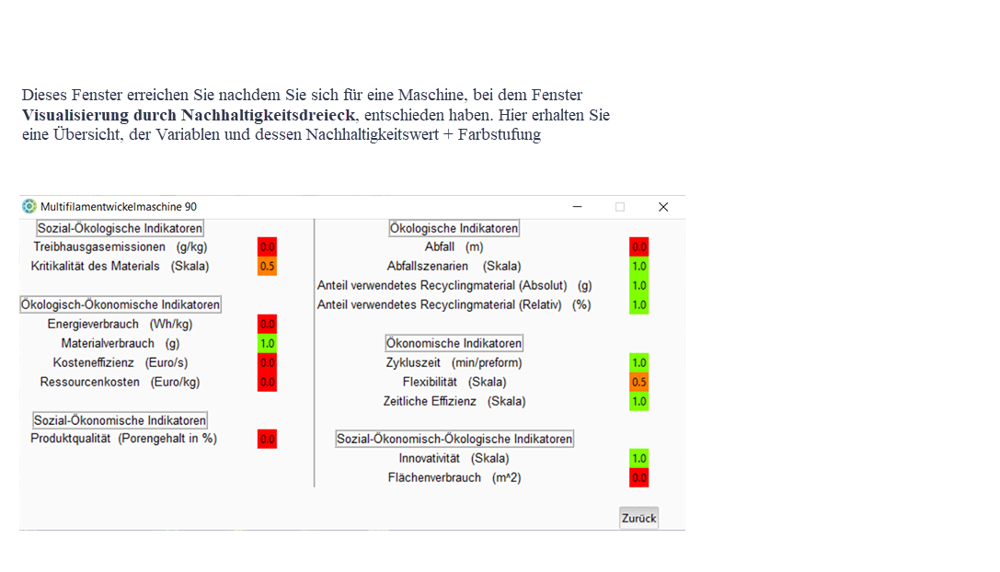 Dieses Fenster erreichen Sie nachdem Sie sich für eine Maschine, bei dem Fenster
Visualisierung durch Nachhaltigkeitsdreieck, entschieden haben. Hier erhalten Sie
eine Übersicht, der Variablen und dessen Nachhaltigkeitswert + Farbstufung
Multifilamentwickelmaschine 90
Sozial-Ökologische Indikatoren
Treibhausgasemissionen (g/kg) 0.0
Kritikalität des Materials (Skala) 0.5
Ökologisch-Ökonomische Indikatoren
Energieverbrauch (Wh/kg) 0.0
Materialverbrauch (g) 1.0
Kosteneffizienz (Euro/s) 0.0
Ressourcenkosten (Euro/kg) 0.0
Sozial-Ökonomische Indikatoren
Produktqualität (Porengehalt in %) 0.0
Ökologische Indikatoren
Abfall (m) 0.0
Abfallszenarien (Skala) 1.0
Anteil verwendetes Recyclingmaterial (Absolut) (g) 1.0
Anteil verwendetes Recyclingmaterial (Relativ) (%) 1.0
Ökonomische Indikatoren
Zykluszeit (min/preform) 1.0
Flexibilität (Skala) 0.5
Zeitliche Effizienz (Skala) 1.0
Sozial-Ökonomisch-Ökologische Indikatoren
Innovativität (Skala) 1.0
Flächenverbrauch (m^2) 0.0
Zurück